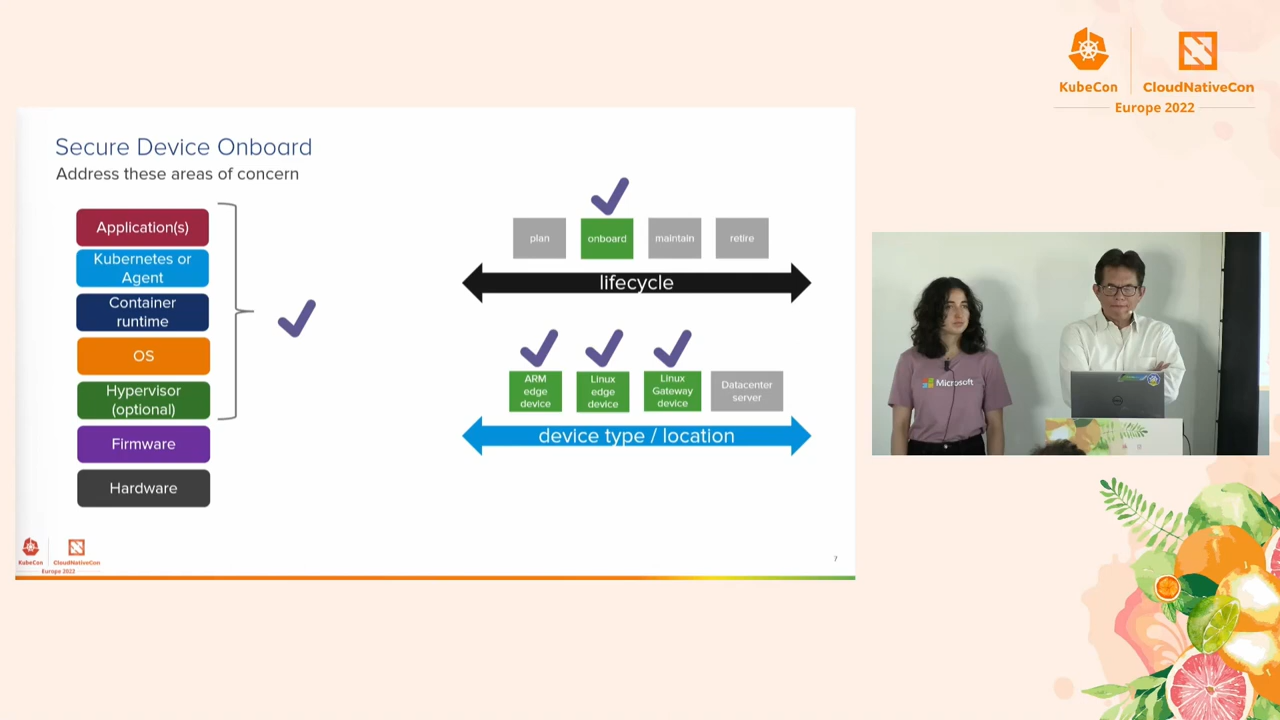 KubeCon
CloudNativeCon
Europe 2022
Secure Device Onboard
Address these areas of concern
Application(s)
Kubernetes or
Agent
Container
runtime
OS
Hypervisor
(optional)
Firmware
Hardware
plan
onboard
maintain
retire
lifecycle
ARM
edge
device
Linux
edge
device
Linux
Gateway
device
Datacenter
server
device type / location
Microsoft
DELL
KubeCon
CloudNativeCon
Europe 2022
7